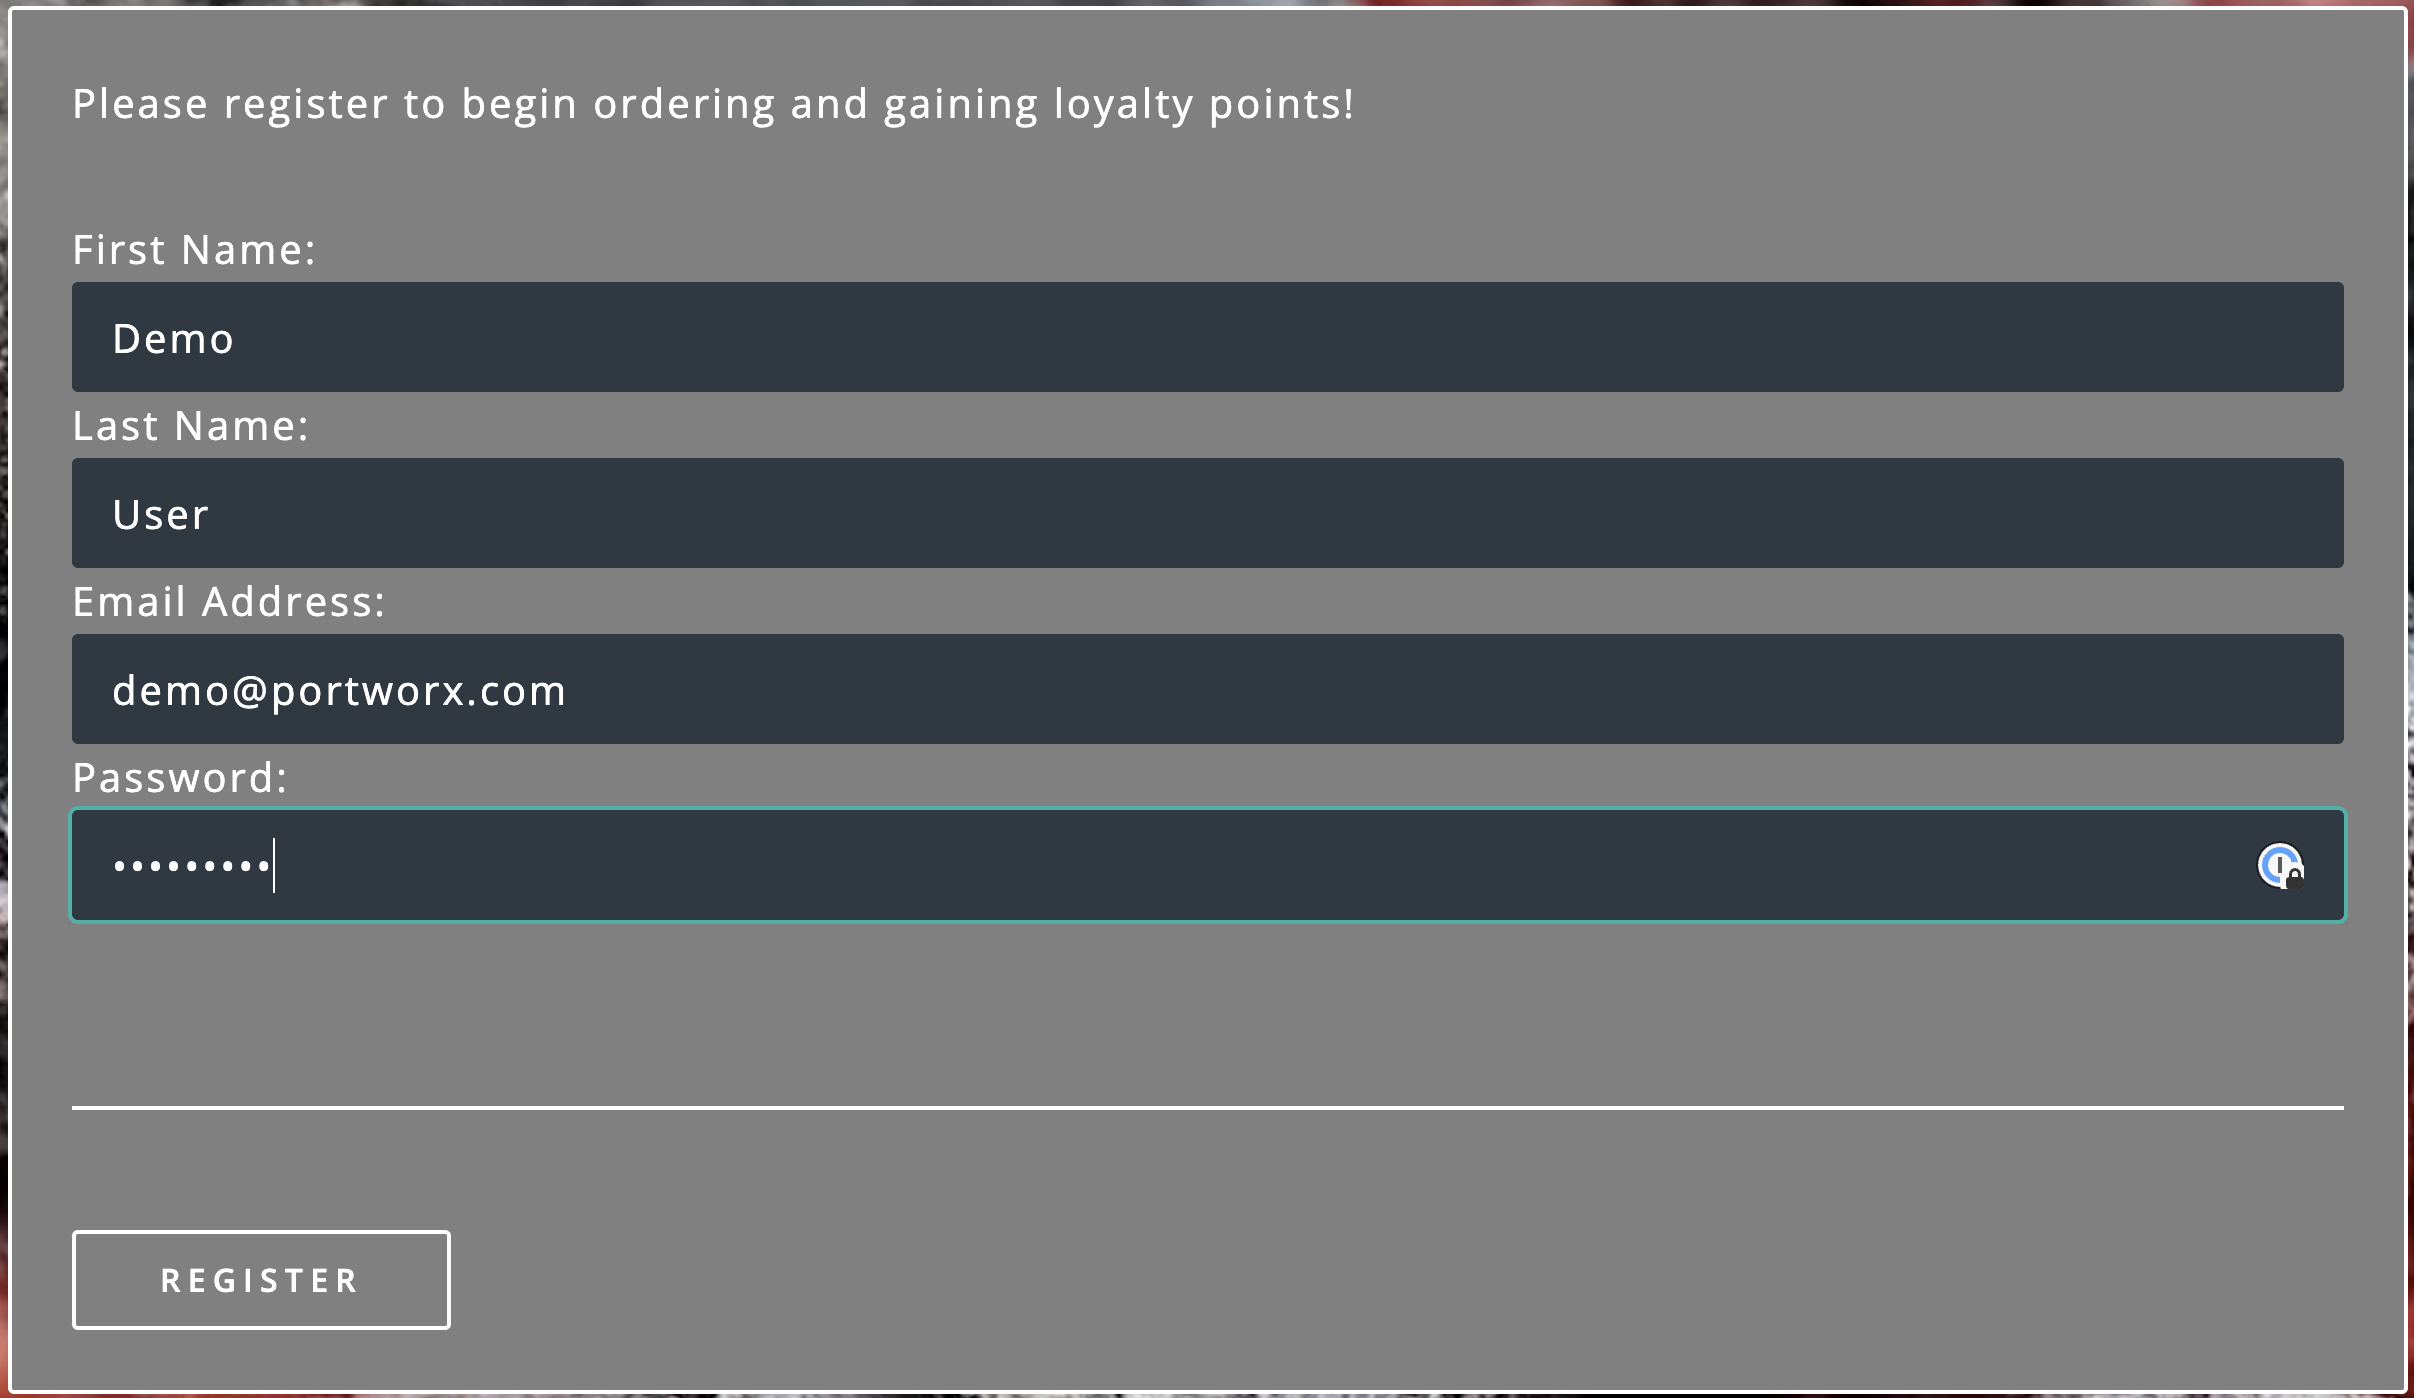 Please register to begin ordering and gaining loyalty points!
First Name:
Demo
Last Name:
User
Email Address:
demo@portworx.com
Password:
•••••••••
REGISTER